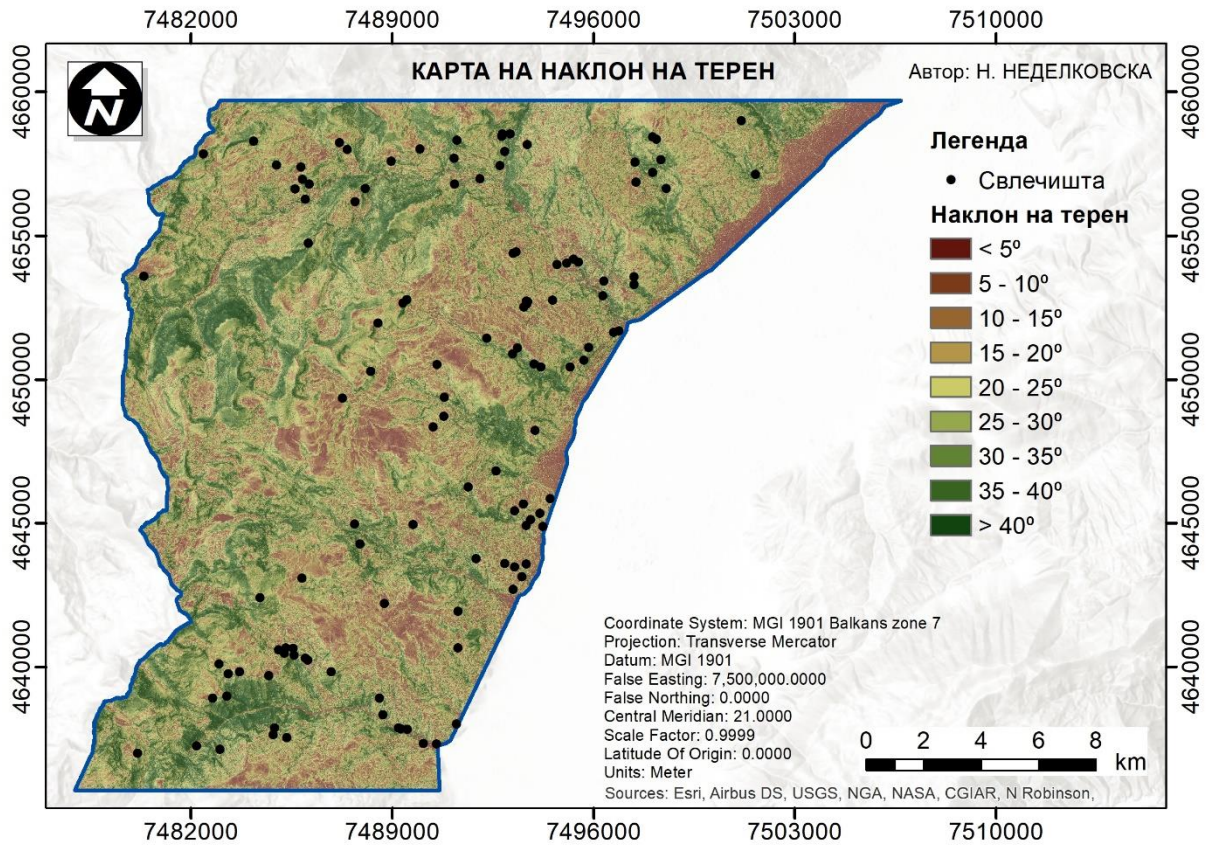 7482000 7489000 7496000 7503000 7510000
КАРТА НА НАКЛОН НА ТЕРЕН
Автор: Н. НЕДЕЛКОВСКА
N
4660000 4660000
4655000 4655000
4650000 4650000
4645000 4645000
4640000 4640000
Легенда
Свлечишта
Наклон на терен
< 5º
5 - 10º
10 - 15º
15 - 20º
20 - 25º
25 - 30º
30 - 35º
35 - 40º
> 40º
Coordinate System: MGI 1901 Balkans zone 7
Projection: Transverse Mercator
Datum: MGI 1901
False Easting: 7,500,000.0000
False Northing: 0.0000
Central Meridian: 21.0000
Scale Factor: 0.9999
Latitude Of Origin: 0.0000
Units: Meter
0 2 4 6 8
km
Sources: Esri, Airbus DS, USGS, NGA, NASA, CGIAR, N Robinson,
7482000 7489000 7496000 7503000 7510000